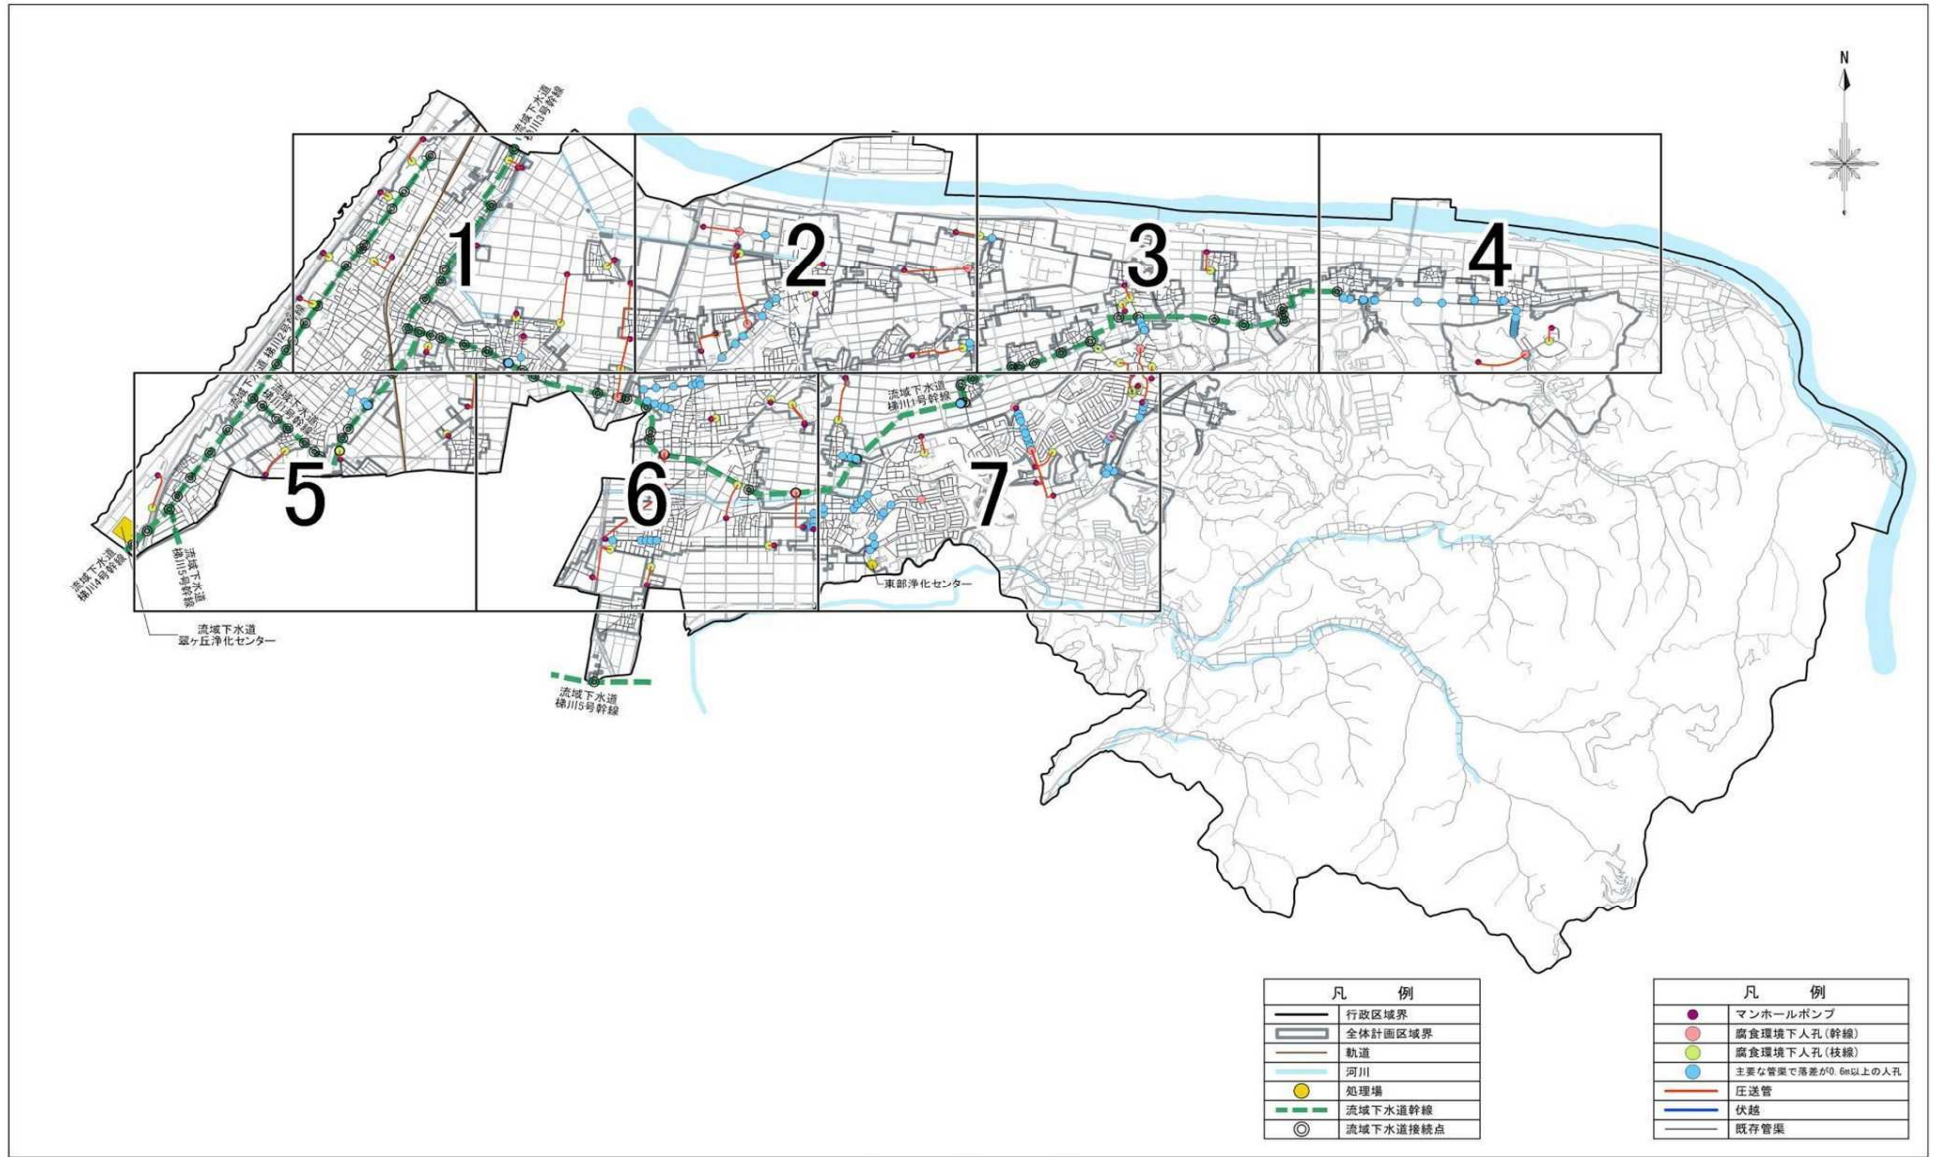 N
流域下水道
梯川3号幹線
1
2
3
4
流域下水道 梯川2号幹線
流域下水道
梯川1号幹線
流域下水道
梯川1号幹線
5
6
7
流域下水道
梯川4号幹線
流域下水道
梯川5号幹線
東部浄化センター
流域下水道
翠ヶ丘浄化センター
流域下水道
梯川5号幹線
凡 例
行政区域界
全体計画区域界
軌道
河川
処理場
流域下水道幹線
流域下水道接続点
凡 例
マンホールポンプ
腐食環境下人孔(幹線)
腐食環境下人孔(枝線)
主要な管渠で落差が0.6m以上の人孔
圧送管
伏越
既存管渠